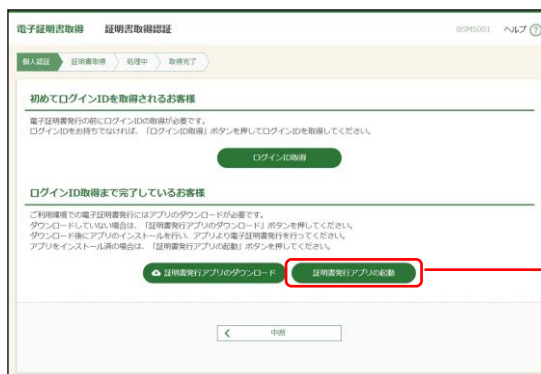 電子証明書取得 証明書取得認証 BSMS001 ヘルプ ?
個人認証 証明書取得 処理中 取得完了
初めてログインIDを取得されるお客様
電子証明書発行の前にログインIDの取得が必要です。
ログインIDをお持ちでなければ、「ログインID取得」ボタンを押してログインIDを取得してください。
ログインID取得
ログインID取得まで完了しているお客様
ご利用環境での電子証明書発行にはアプリのダウンロードが必要です。
ダウンロードしていない場合は、「証明書発行アプリのダウンロード」ボタンを押してください。
ダウンロード後にアプリのインストールを行い、アプリより電子証明書発行を行ってください。
アプリをインストール済の場合は、「証明書発行アプリの起動」ボタンを押してください。
証明書発行アプリのダウンロード 証明書発行アプリの起動
中断